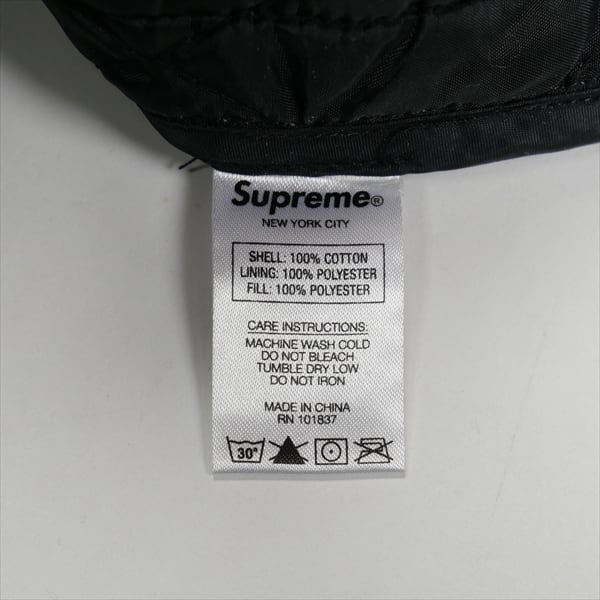 Supreme®
NEW YORK CITY
SHELL: 100% COTTON
LINING: 100% POLYESTER
FILL: 100% POLYESTER
CARE INSTRUCTIONS:
MACHINE WASH COLD
DO NOT BLEACH
TUMBLE DRY LOW
DO NOT IRON
MADE IN CHINA
RN 101837
30°